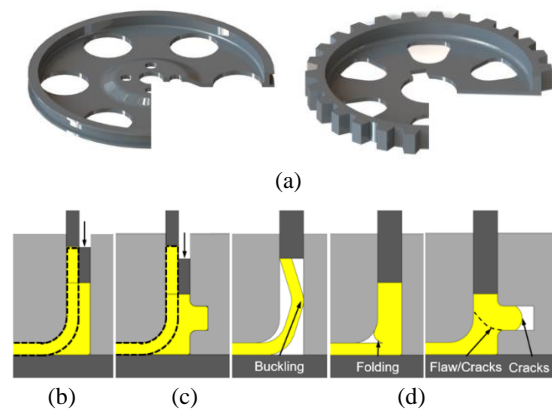 (a)
Buckling
Folding
Flaw/Cracks
Cracks
(b)
(c)
(d)